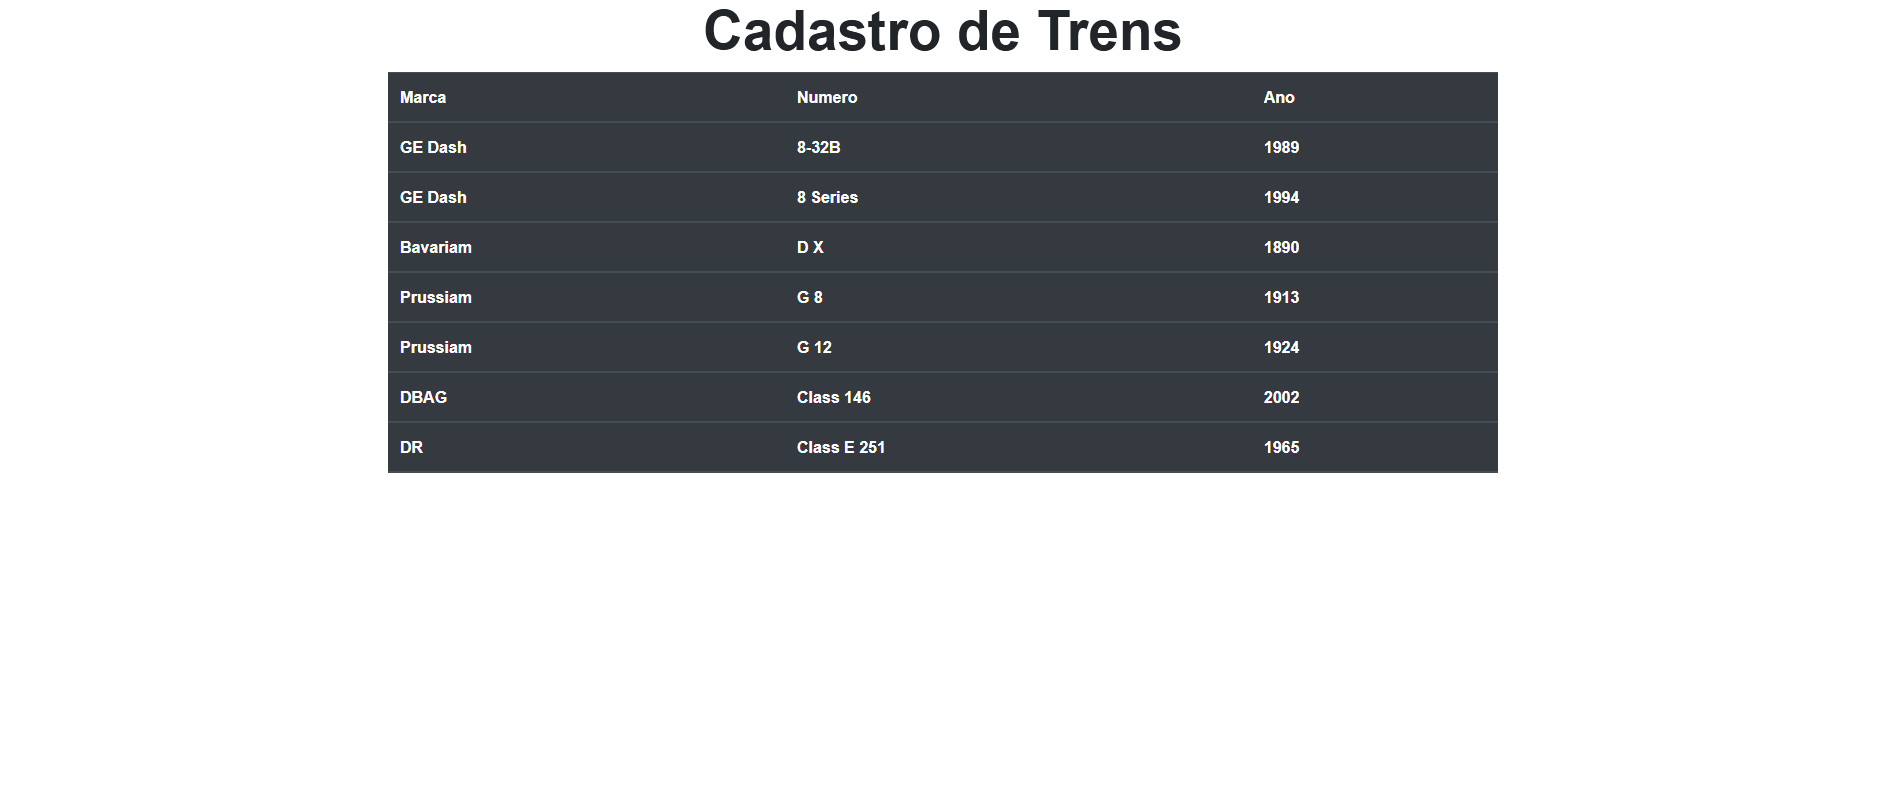 Cadastro de Trens
Marca Numero Ano
GE Dash 8-32B 1989
GE Dash 8 Series 1994
Bavariam D X 1890
Prussiam G 8 1913
Prussiam G 12 1924
DBAG Class 146 2002
DR Class E 251 1965